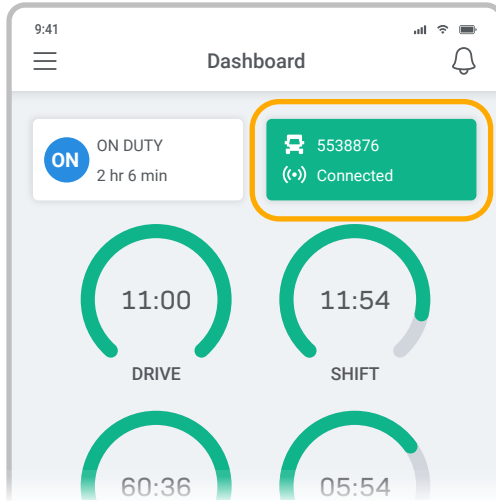 9:41
Dashboard
ON
ON DUTY
2 hr 6 min
5538876
Connected
11:00
11:54
DRIVE
SHIFT
60:36
05:54